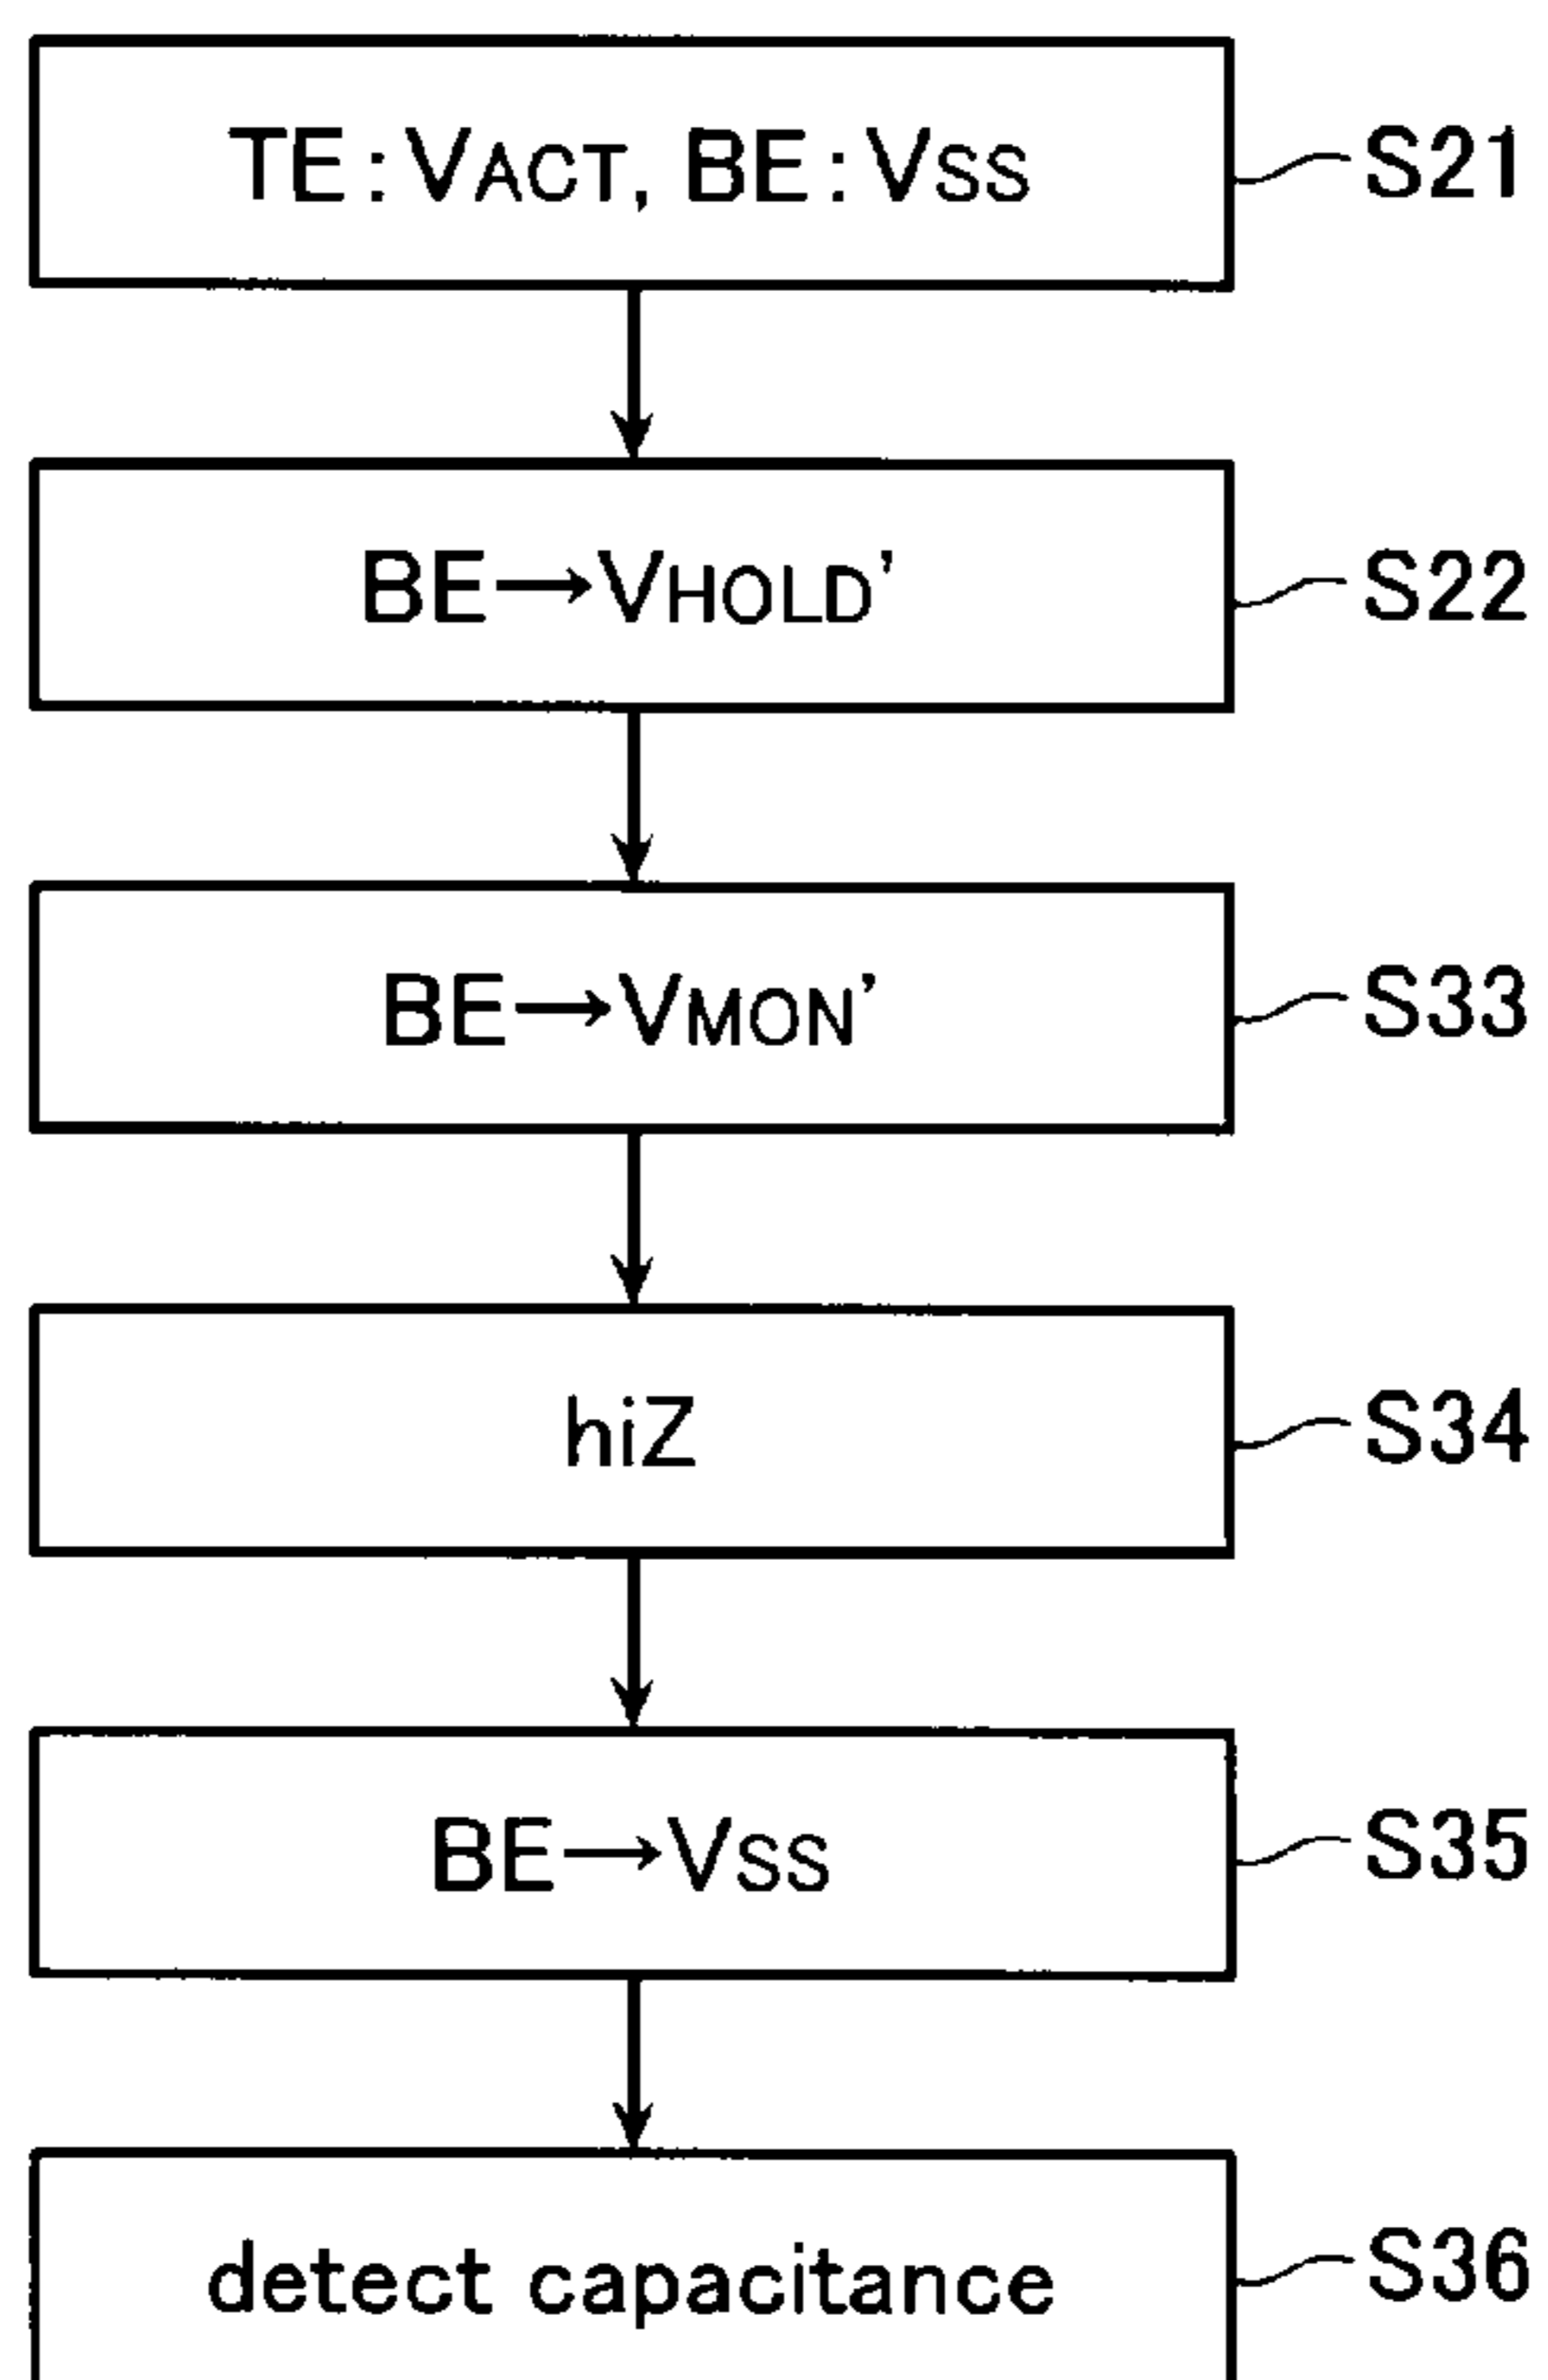 TE:VACT, BE:VSS
S21
BE→VHOLD'
S22
BE→VMON'
S33
hiZ
S34
BE→VSS
S35
detect capacitance
S36